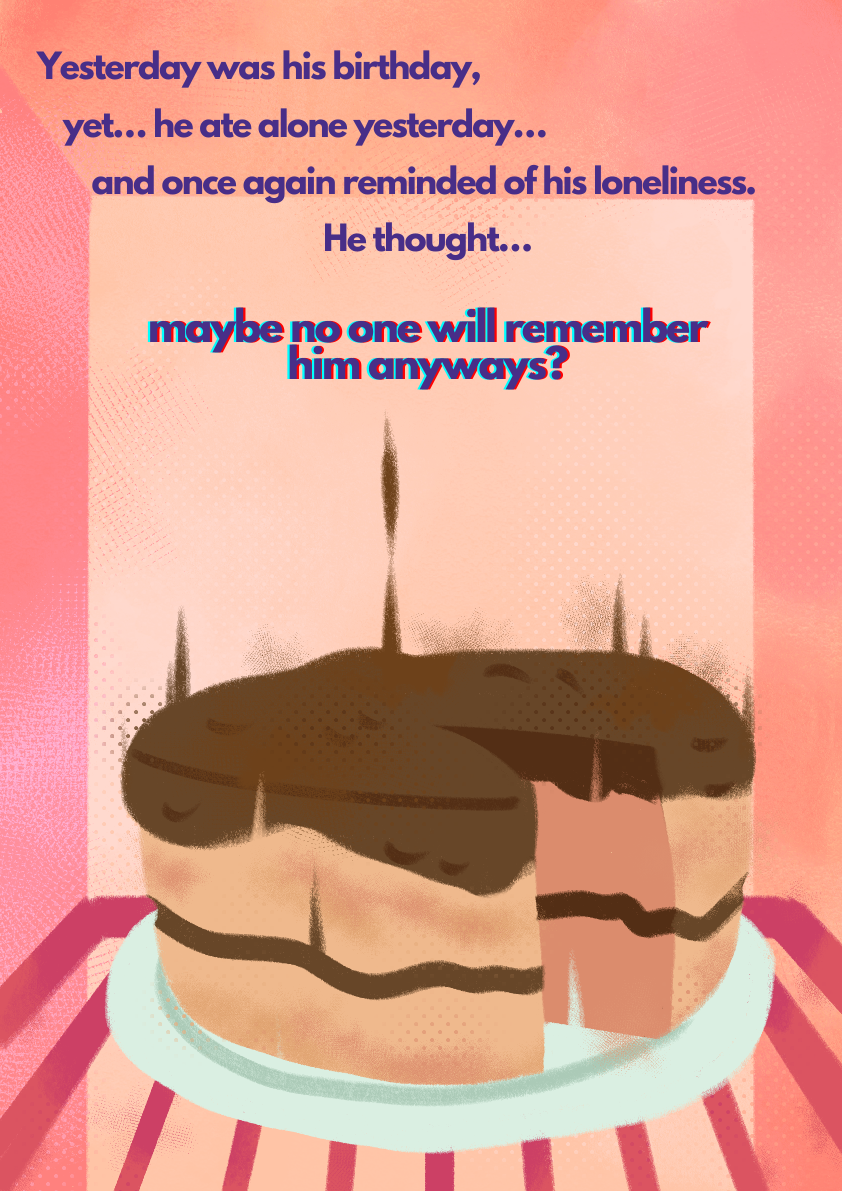 Yesterday was his birthday,
yet... he ate alone yesterday...
and once again reminded of his loneliness.
He thought...
maybe no one will remember
him anyways?